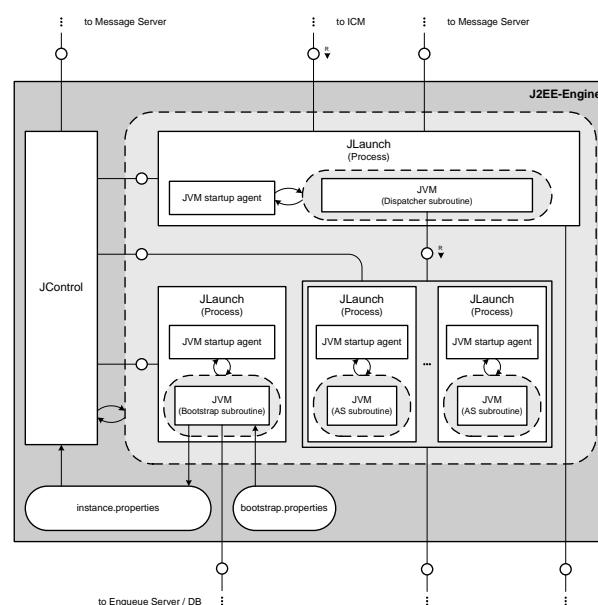 to Message Server
to ICM
to Message Server
R
J2EE-Engine
JLaunch
(Process)
JVM startup agent
JVM
(Dispatcher subroutine)
R
JControl
JLaunch
(Process)
JLaunch
(Process)
JLaunch
(Process)
JVM startup agent
JVM startup agent
JVM startup agent
...
JVM
(Bootstrap subroutine)
JVM
(AS subroutine)
JVM
(AS subroutine)
instance.properties
bootstrap.properties
to Enqueue Server / DB